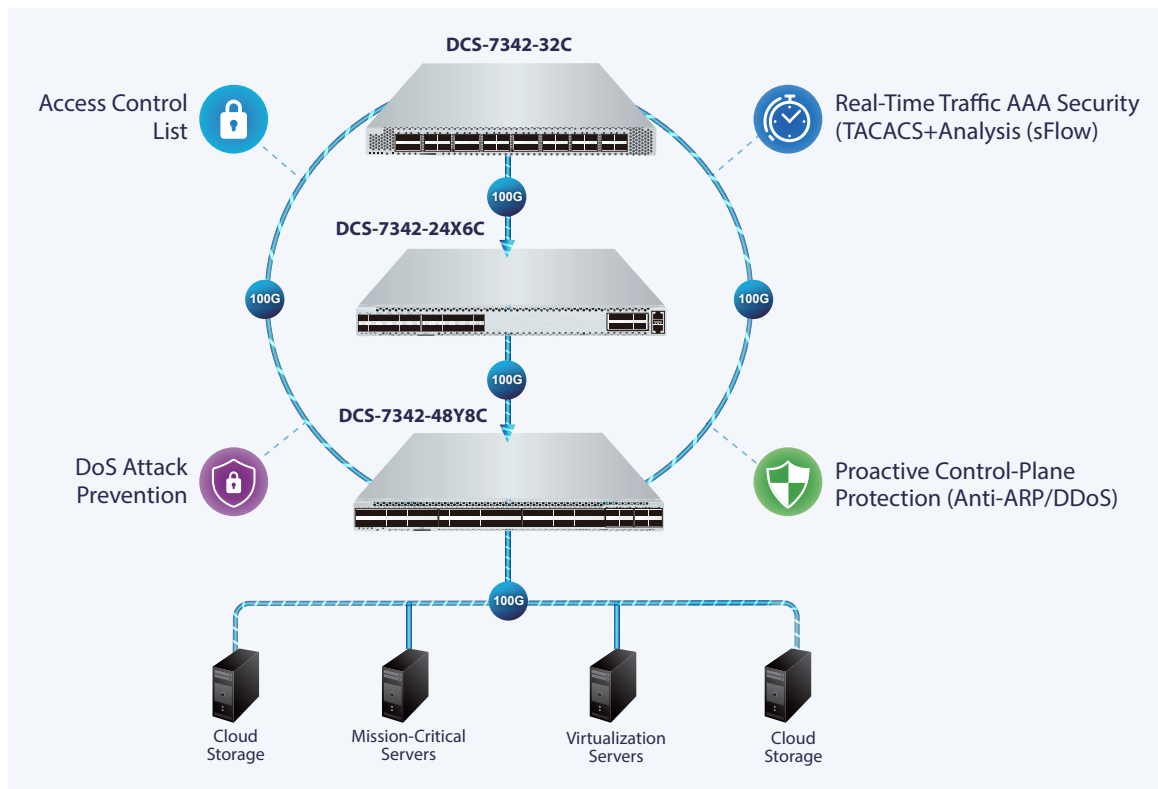 DCS-7342-32C
Access Control
List
Real-Time Traffic AAA Security
(TACACS+Analysis (sFlow)
100G
DCS-7342-24X6C
100G
100G
100G
DCS-7342-48Y8C
DoS Attack
Prevention
Proactive Control-Plane
Protection (Anti-ARP/DDoS)
100G
Cloud
Storage
Mission-Critical
Servers
Virtualization
Servers
Cloud
Storage